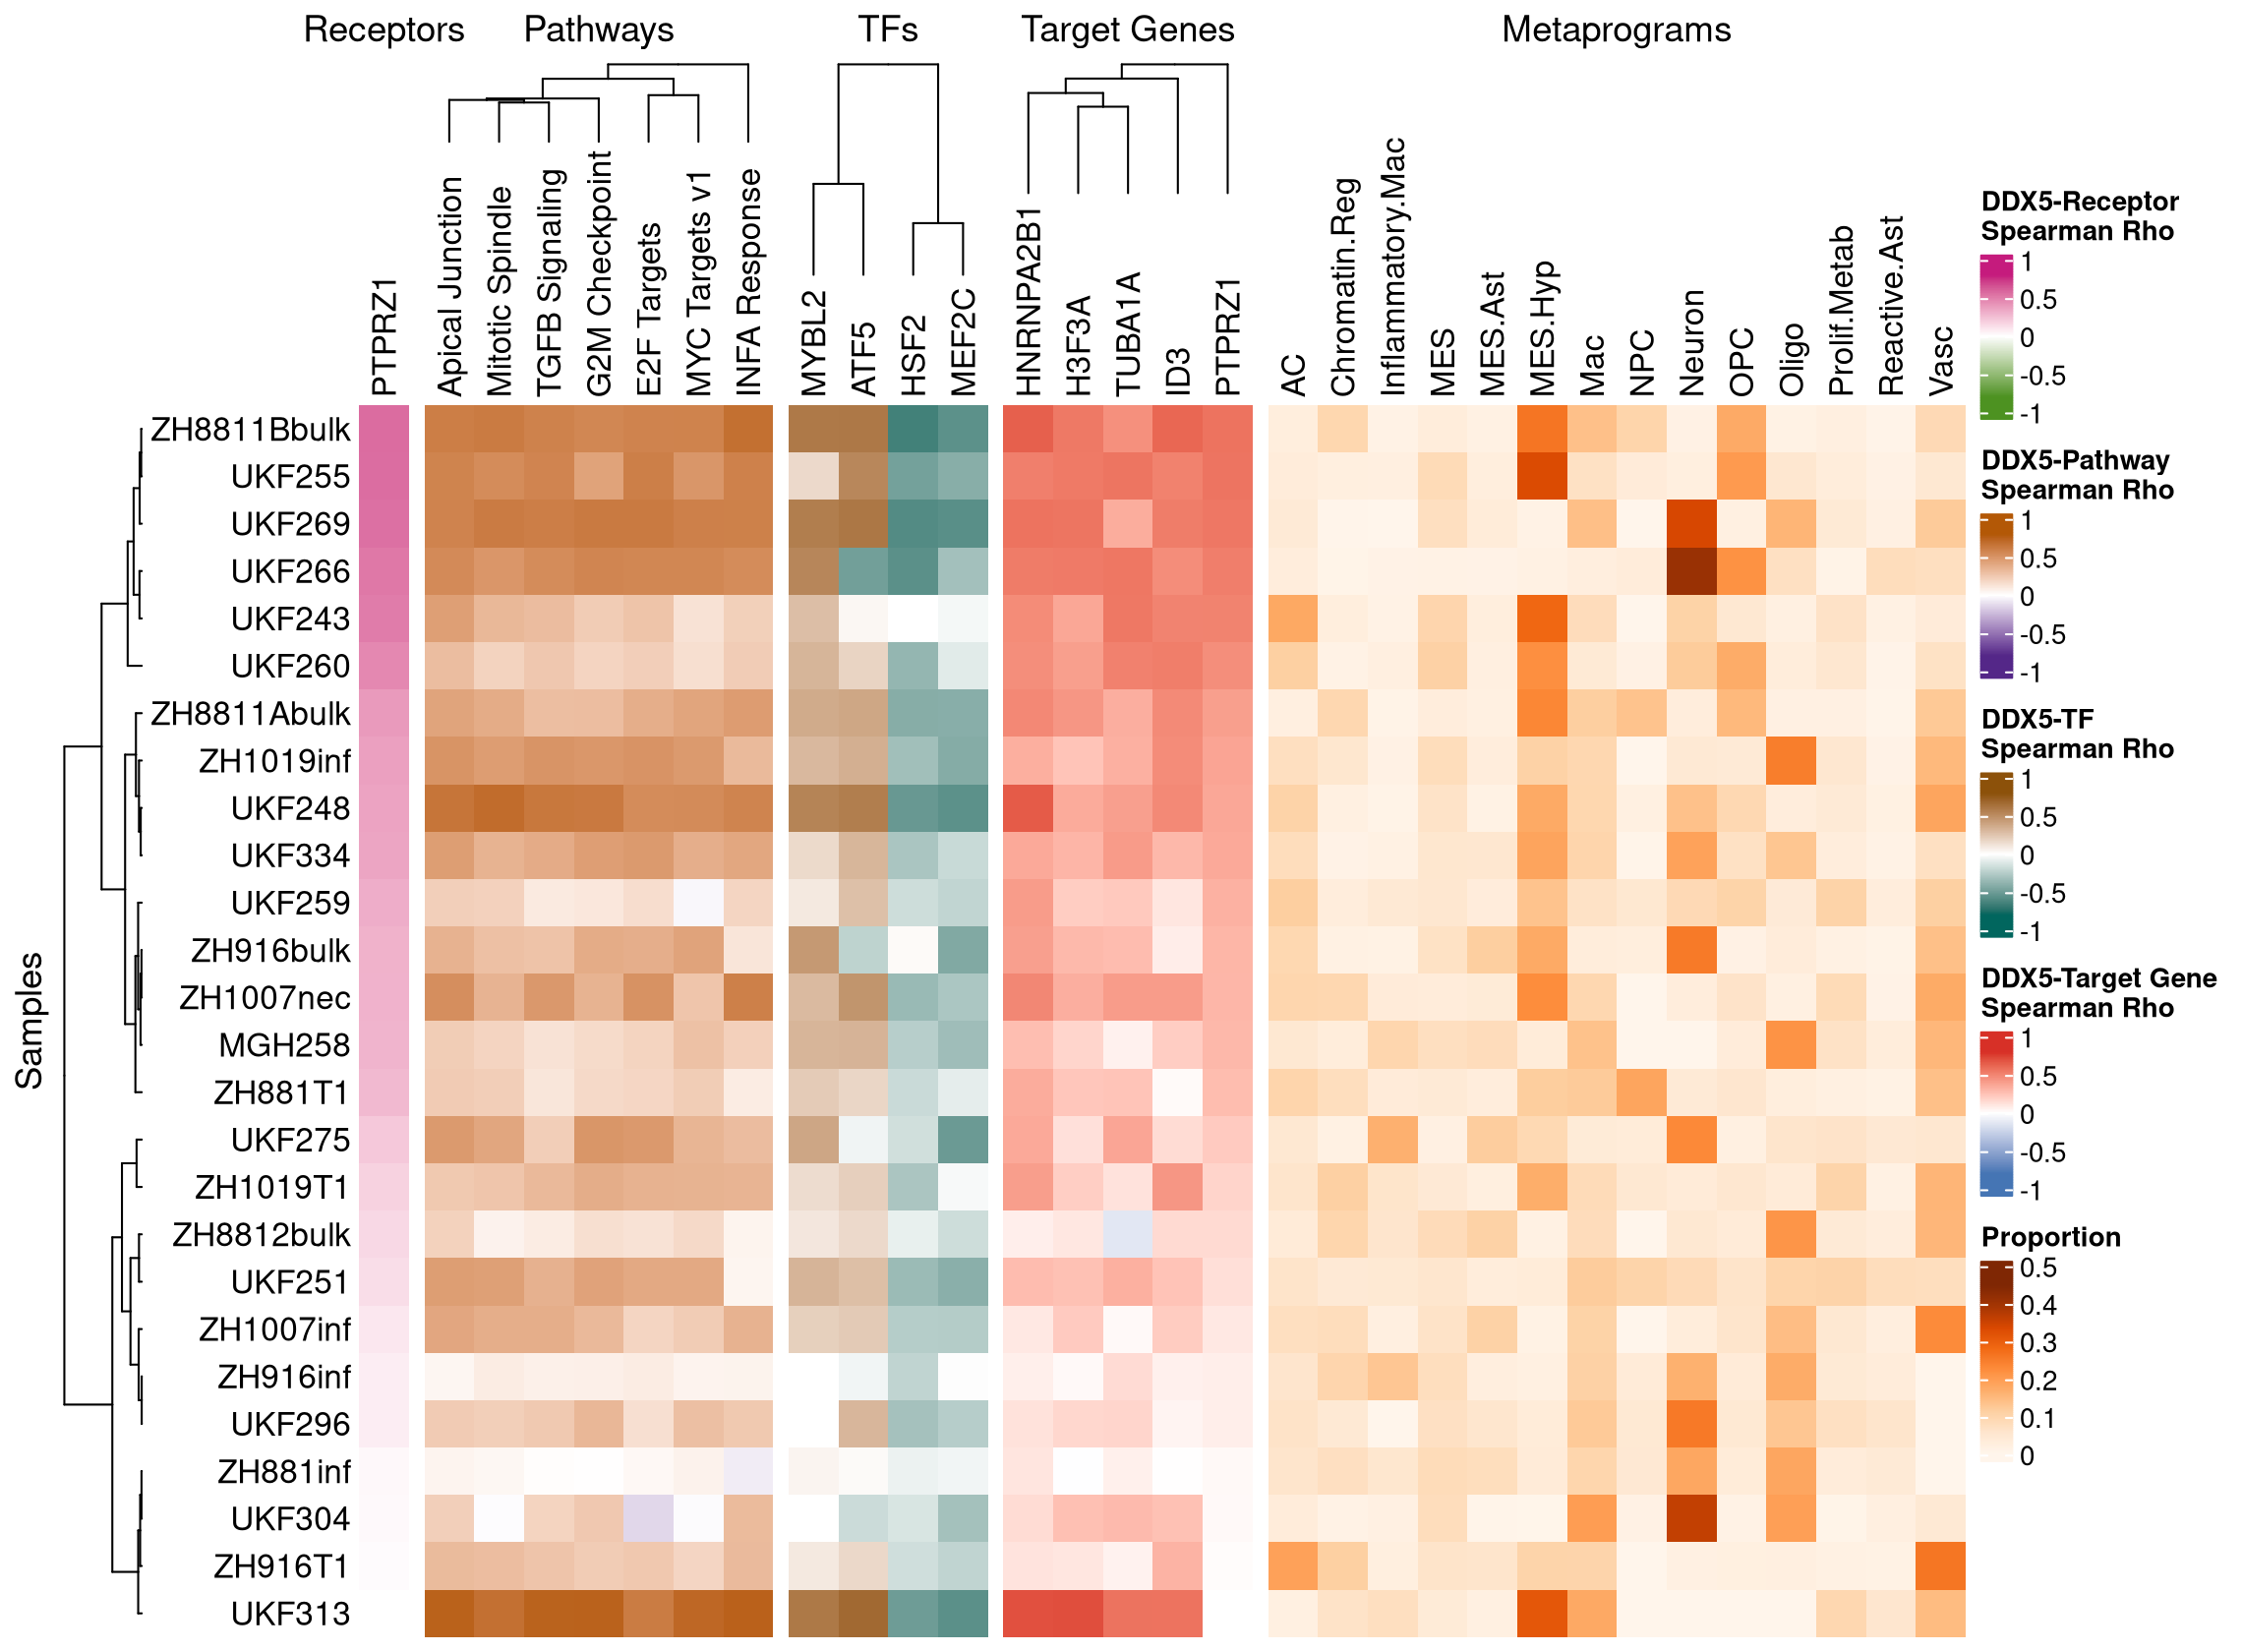 Receptors
Pathways
TFs
Target Genes
Metaprograms
PTPRZ1
Apical Junction
Mitotic Spindle
TGFB Signaling
G2M Checkpoint
E2F Targets
MYC Targets v1
INFA Response
MYBL2
ATF5
HSF2
MEF2C
HNRNPA2B1
H3F3A
TUBA1A
ID3
PTPRZ1
AC
Chromatin.Reg
Inflammatory.Mac
MES
MES.Ast
MES.Hyp
Mac
NPC
Neuron
OPC
Oligo
Prolif.Metab
Reactive.Ast
Vasc
Samples
ZH8811Bbulk
UKF255
UKF269
UKF266
UKF243
UKF260
ZH8811Abulk
ZH1019inf
UKF248
UKF334
UKF259
ZH916bulk
ZH1007nec
MGH258
ZH881T1
UKF275
ZH1019T1
ZH8812bulk
UKF251
ZH1007inf
ZH916inf
UKF296
ZH881inf
UKF304
ZH916T1
UKF313
DDX5-Receptor
Spearman Rho
1
0.5
0
-0.5
-1
DDX5-Pathway
Spearman Rho
1
0.5
0
-0.5
-1
DDX5-TF
Spearman Rho
1
0.5
0
-0.5
-1
DDX5-Target Gene
Spearman Rho
1
0.5
0
-0.5
-1
Proportion
0.5
0.4
0.3
0.2
0.1
0